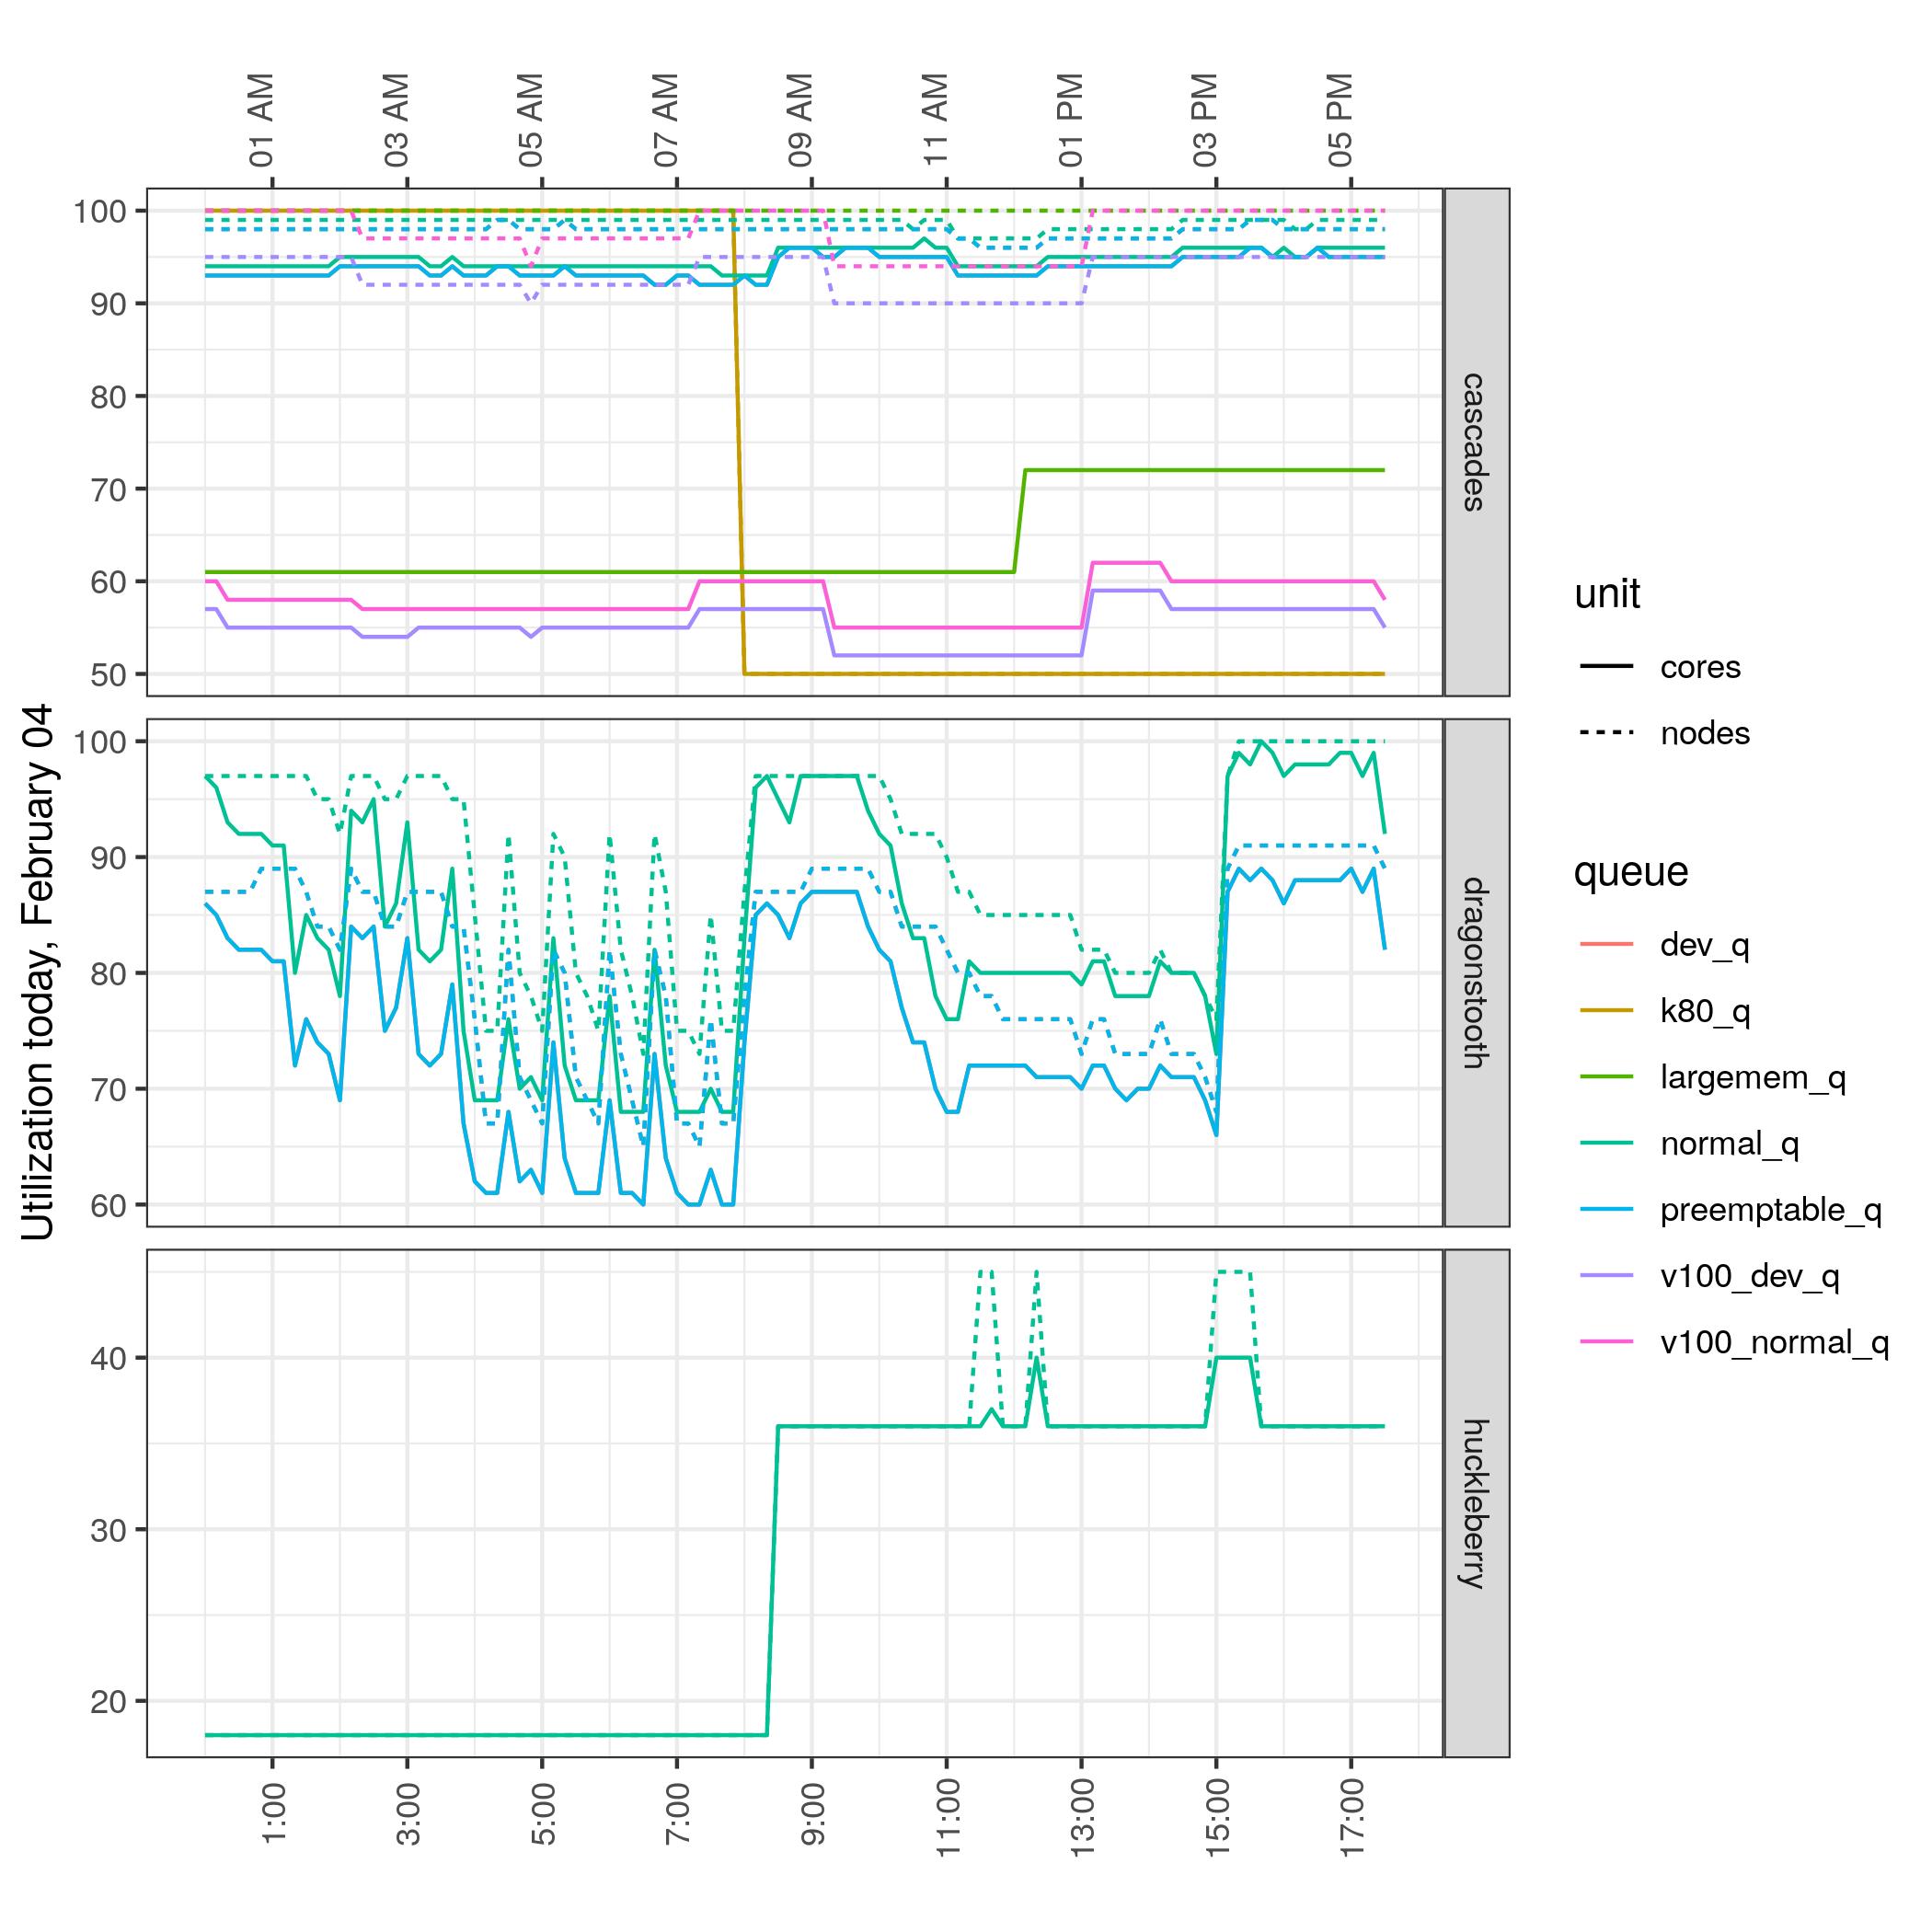 01 AM
03 AM
05 AM
07 AM
09 AM
11 AM
01 PM
03 PM
05 PM
Utilization today, February 04
100
90
80
70
60
50
cascades
100
90
80
70
60
dragonstooth
40
30
20
huckleberry
1:00
3:00
5:00
7:00
9:00
11:00
13:00
15:00
17:00
unit
cores
nodes
queue
dev_q
k80_q
largemem_q
normal_q
preemptable_q
v100_dev_q
v100_normal_q